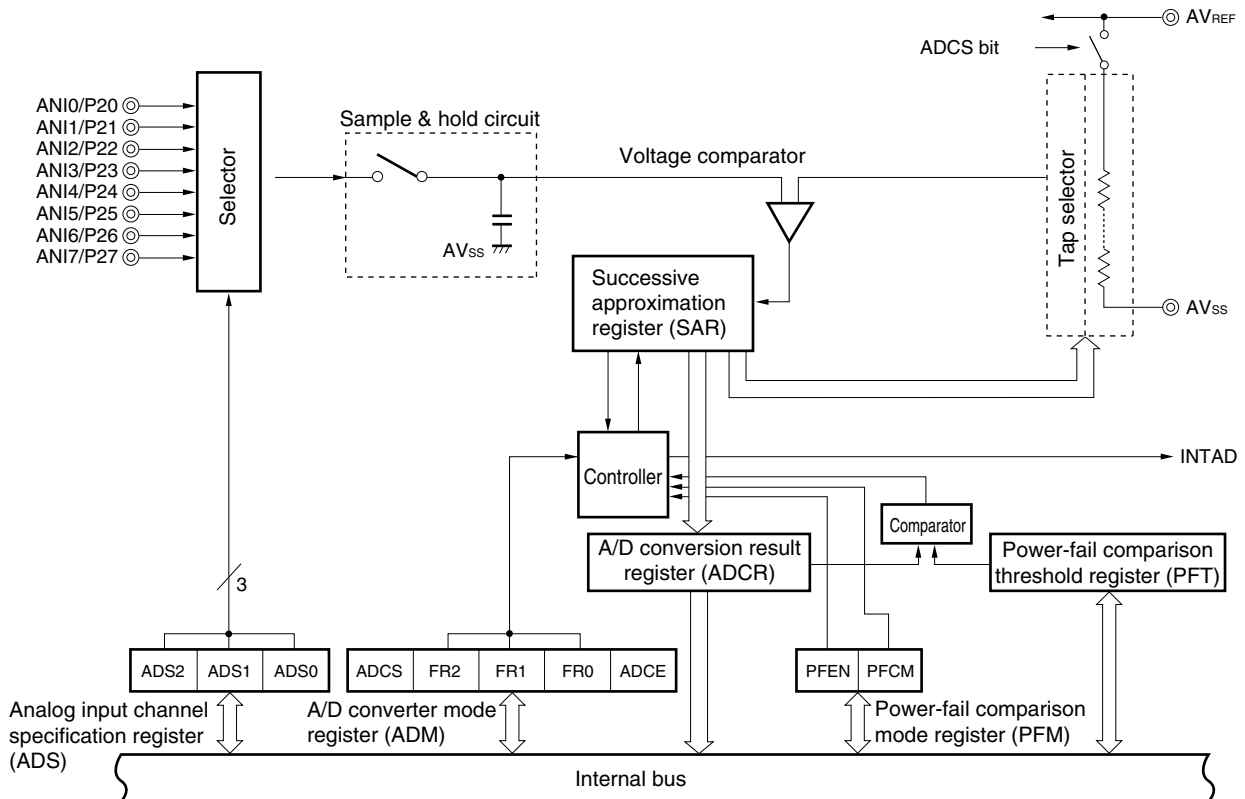 AVREF
ADCS bit
ANI0/P20
ANI1/P21
ANI2/P22
ANI3/P23
ANI4/P24
ANI5/P25
ANI6/P26
ANI7/P27
Selector
Sample & hold circuit
AVSS
Voltage comparator
Tap selector
AVSS
Successive
approximation
register (SAR)
Controller
INTAD
Comparator
A/D conversion result
register (ADCR)
Power-fail comparison
threshold register (PFT)
3
ADS2 ADS1 ADS0
ADCS FR2 FR1 FR0 ADCE
PFEN PFCM
Analog input channel
specification register
(ADS)
A/D converter mode
register (ADM)
Power-fail comparison
mode register (PFM)
Internal bus